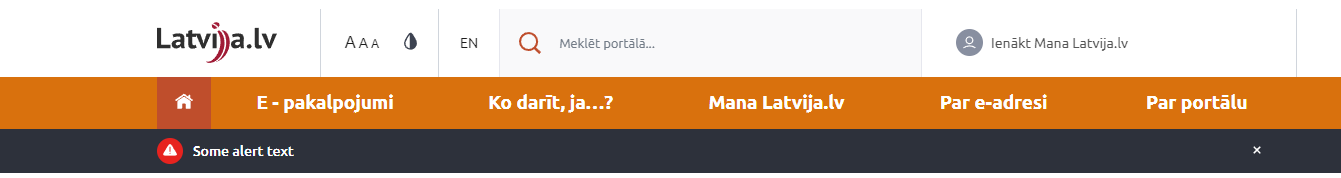 Latvija.lv
A A A
EN
Meklēt portālā...
Ienākt Mana Latvija.lv
E - pakalpojumi
Ko darīt, ja...?
Mana Latvija.lv
Par e-adresi
Par portālu
Some alert text
×